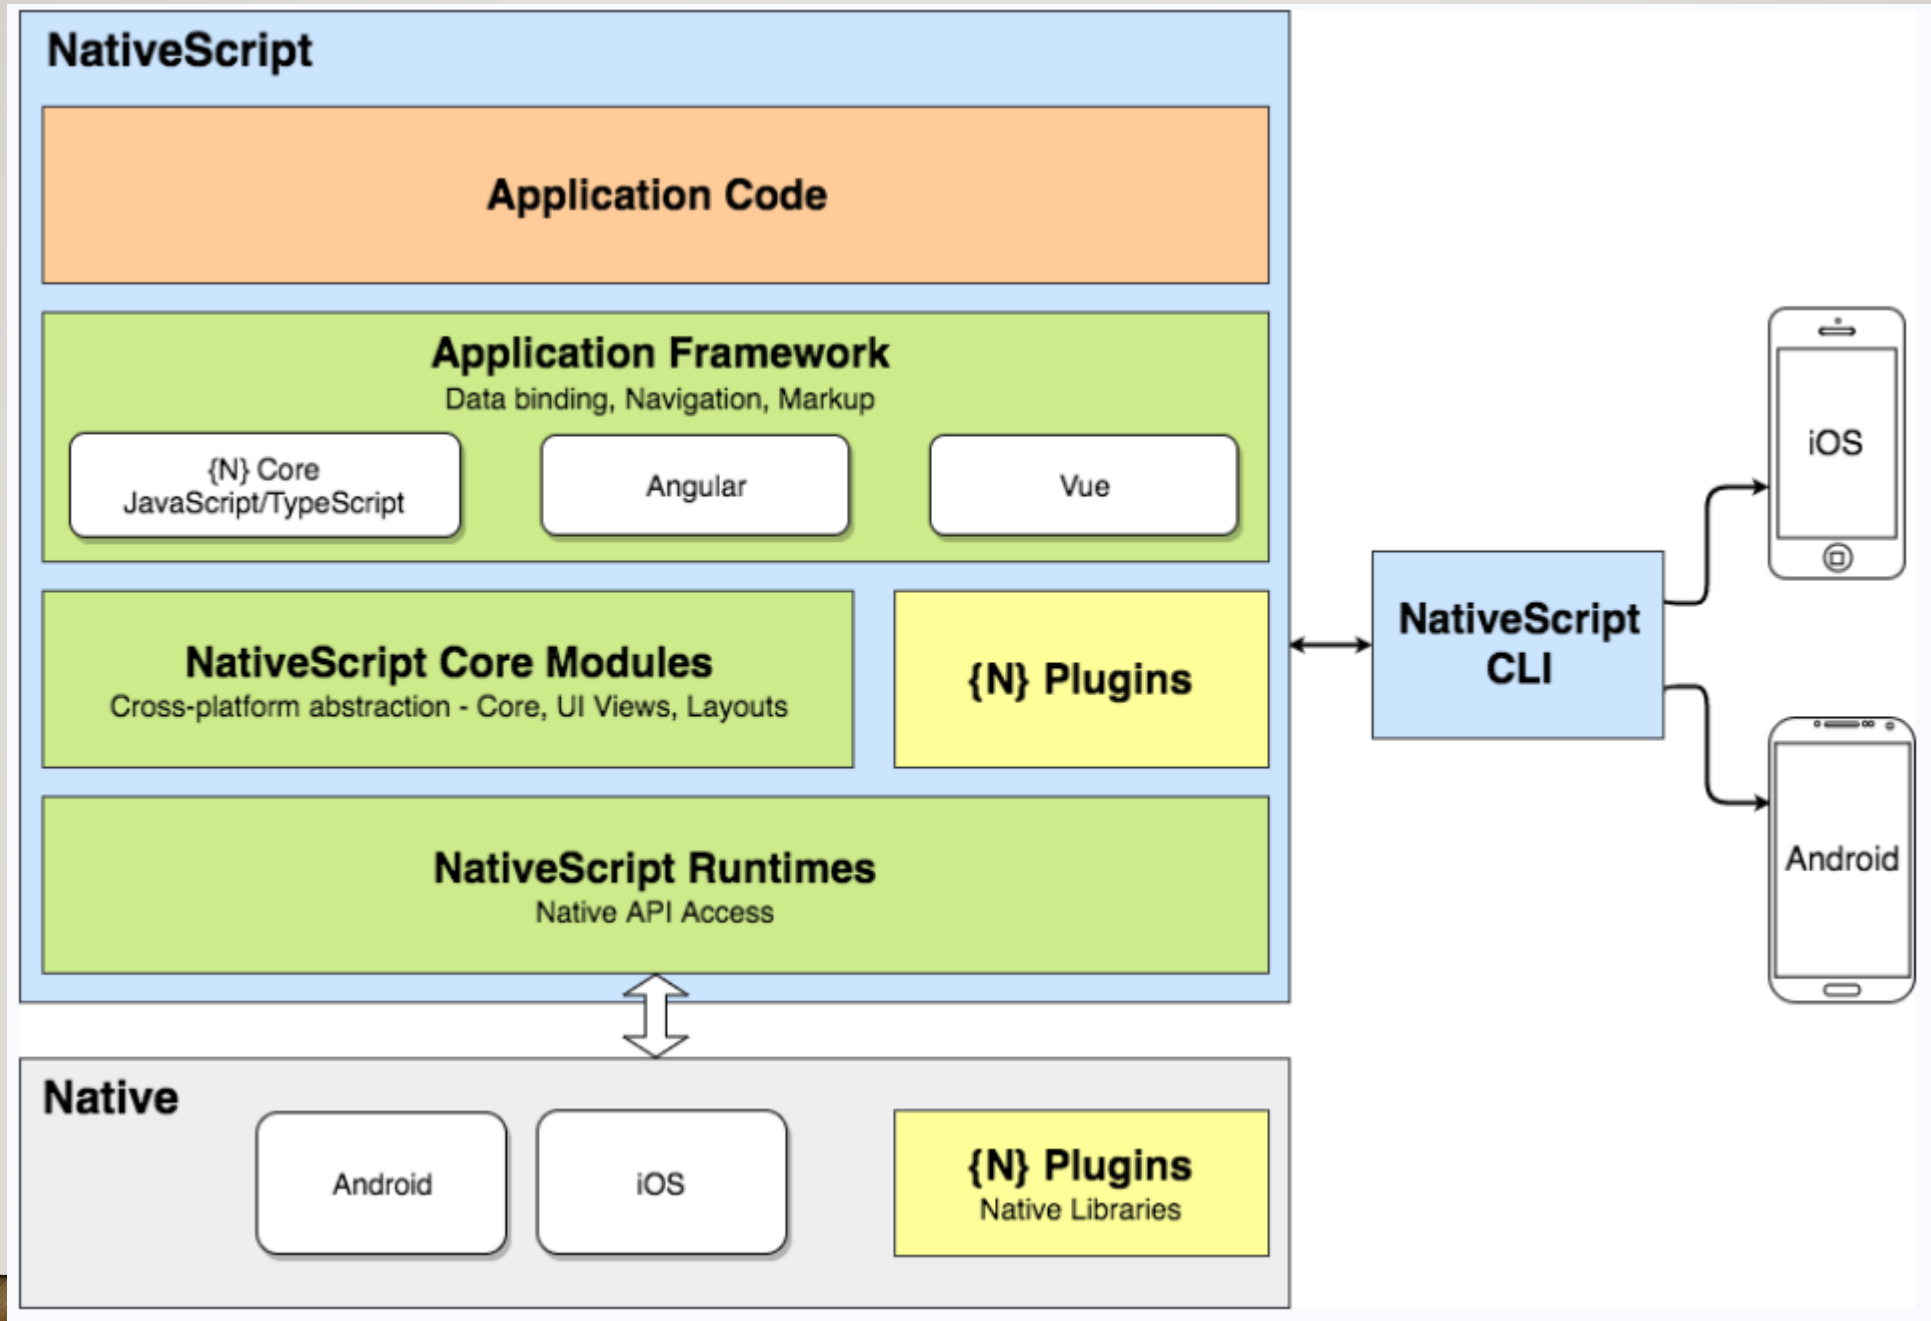 NativeScript
Application Code
Application Framework
Data binding, Navigation, Markup
{N} Core
JavaScript/TypeScript
Angular
Vue
NativeScript Core Modules
Cross-platform abstraction - Core, UI Views, Layouts
{N} Plugins
NativeScript Runtimes
Native API Access
Native
Android
iOS
{N} Plugins
Native Libraries
NativeScript
CLI
iOS
Android